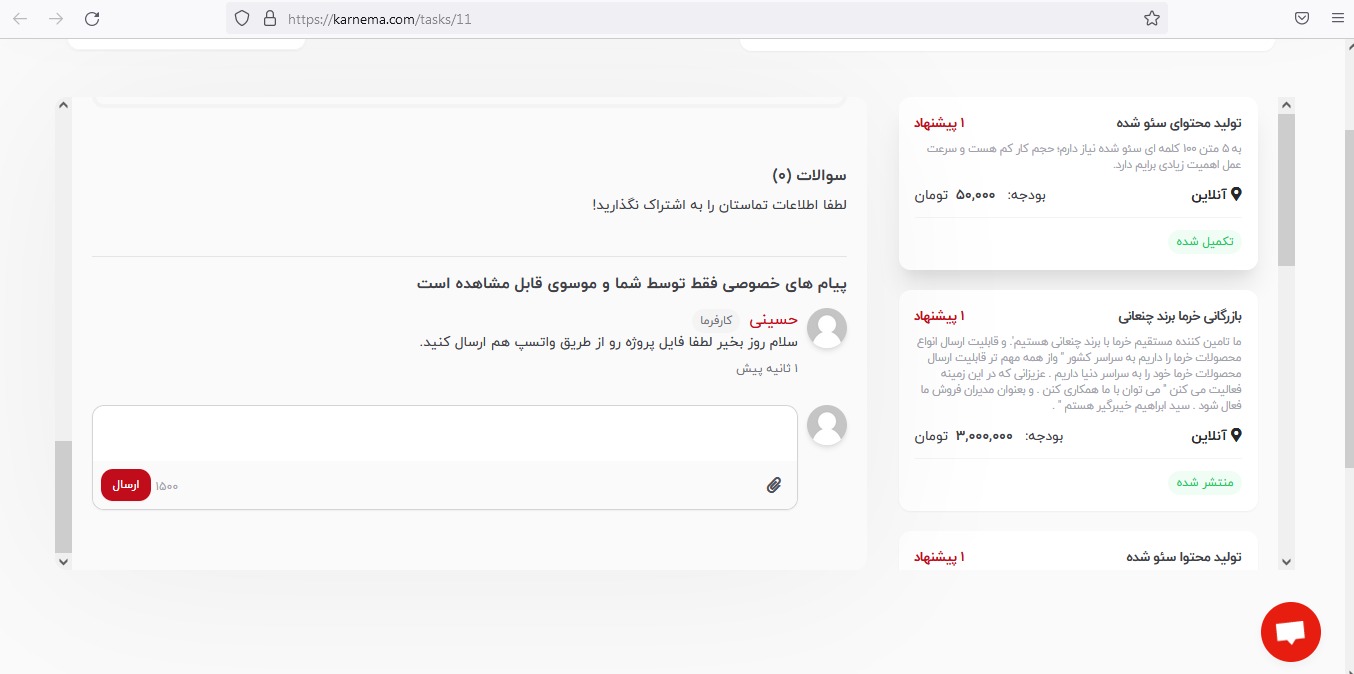 https://karnema.com/tasks/11
تولید محتوای سئو شده
۱ پیشنهاد
به ۵ متن ۱۰۰ کلمه ای سئو شده نیاز دارم؛ حجم کار کم هست و سرعت
عمل اهمیت زیادی برایم دارد.
آنلاین
بودجه: ۵۰,۰۰۰ تومان
تکمیل شده
بازرگانی خرما برند چنعانی
۱ پیشنهاد
ما تامین کننده مستقیم خرما با برند چنعانی هستیم'. و قابلیت ارسال انواع
محصولات خرما را داریم به سراسر کشور " واز همه مهم تر قابلیت ارسال
محصولات خرما خود را به سراسر دنیا داریم . عزیزانی که در این زمینه
فعالیت می کنن " می توان با ما همکاری کنن . و بعنوان مدیران فروش ما
فعال شود . سید ابراهیم خیبرگیر هستم " .
آنلاین
بودجه: ۳,۰۰۰,۰۰۰ تومان
منتشر شده
تولید محتوا سئو شده
۱ پیشنهاد
سوالات (۰)
لطفا اطلاعات تماستان را به اشتراک نگذارید!
پیام های خصوصی فقط توسط شما و موسوی قابل مشاهده است
حسینی کارفرما
سلام روز بخیر لطفا فایل پروژه رو از طریق واتسپ هم ارسال کنید.
۱ ثانیه پیش
۱۵۰۰
ارسال